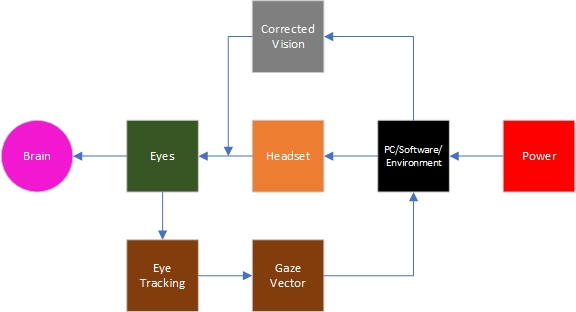 Corrected
Vision
Brain
Eyes
Headset
PC/Software/
Environment
Power
Eye
Tracking
Gaze
Vector